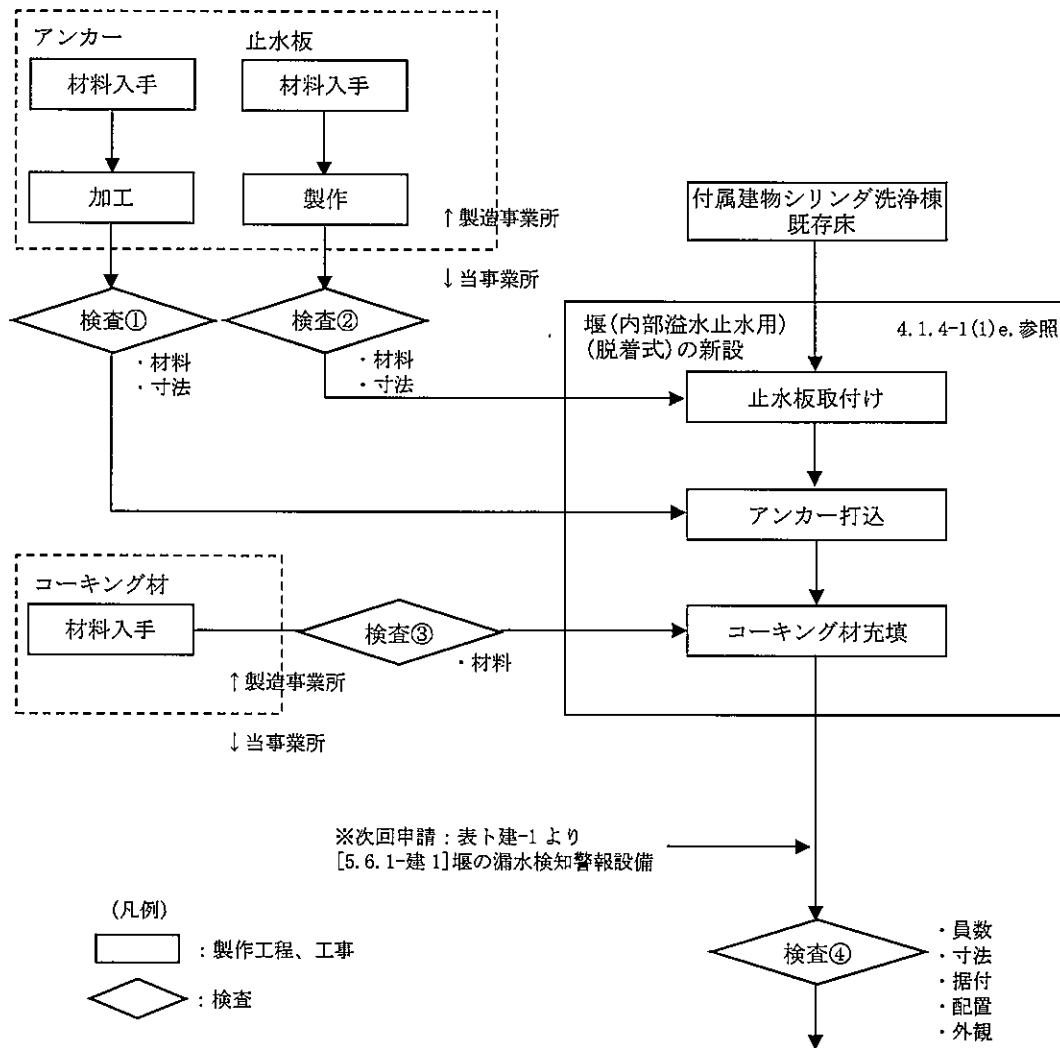 アンカー
止水板
材料入手
材料入手
加工
製作
↑製造事業所
↓当事業所
検査①
・材料
・寸法
検査②
・材料
・寸法
付属建物シリンダ洗浄棟
既存床
堰(内部溢水止水用)
(脱着式)の新設
4.1.4-1(1)e.参照
止水板取付け
アンカー打込
コーキング材
材料入手
↑製造事業所
↓当事業所
検査③
・材料
コーキング材充填
※次回申請:表ト建-1より
[5.6.1-建1]堰の漏水検知警報設備
検査④
・員数
・寸法
・据付
・配置
・外観
(凡例)
:製作工程、工事
:検査